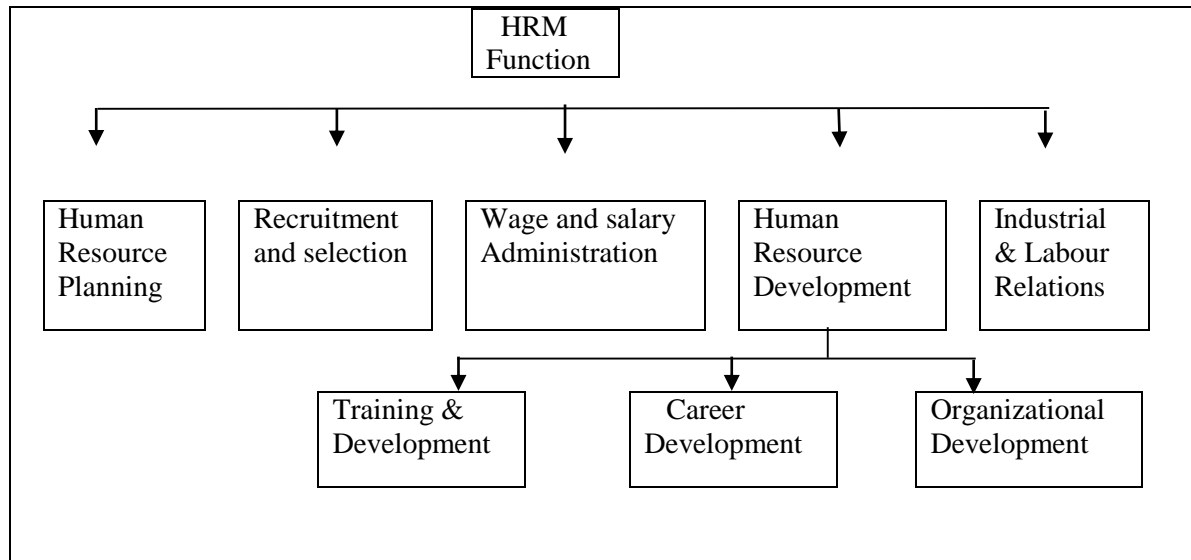 HRM
Function
Human
Resource
Planning
Recruitment
and selection
Wage and salary
Administration
Human
Resource
Development
Industrial
& Labour
Relations
Training &
Development
Career
Development
Organizational
Development